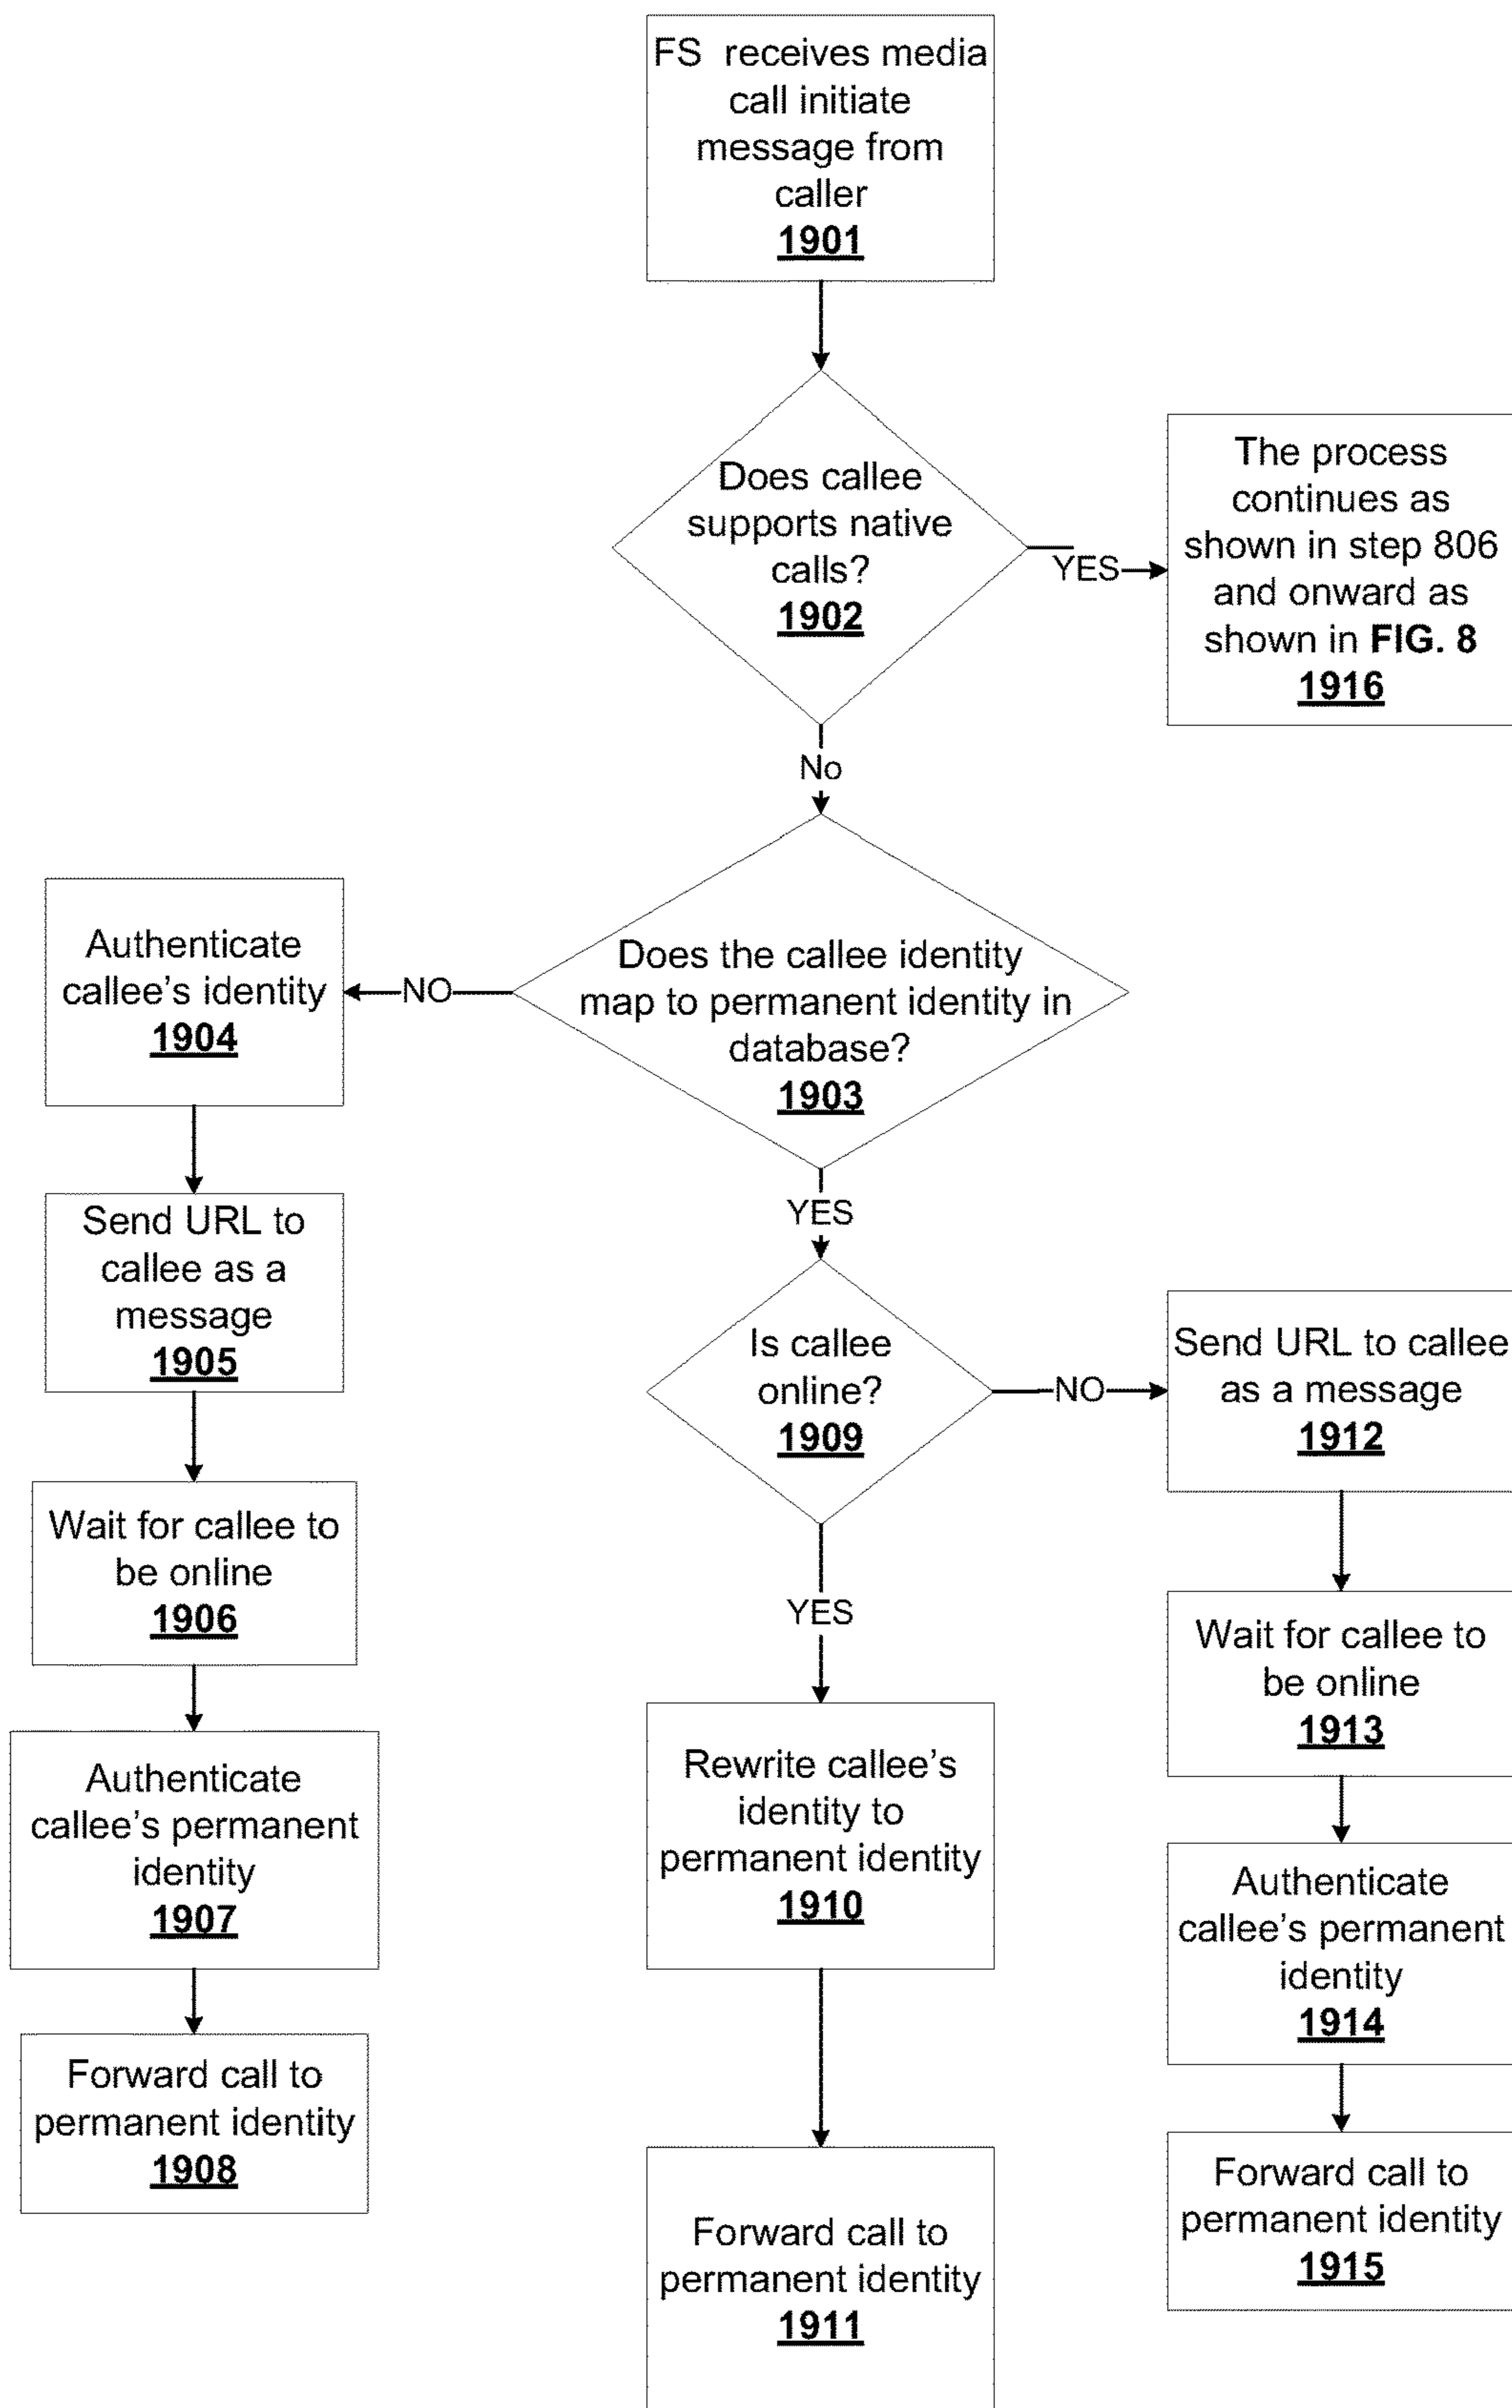 FS receives media
call initiate
message from
caller
1901
Does callee
supports native
calls?
1902
YES
The process
continues as
shown in step 806
and onward as
shown in FIG. 8
1916
No
Does the callee identity
map to permanent identity in
database?
1903
NO
Authenticate
callee's identity
1904
Send URL to
callee as a
message
1905
Wait for callee to
be online
1906
Authenticate
callee's permanent
identity
1907
Forward call to
permanent identity
1908
YES
Is callee
online?
1909
YES
Rewrite callee's
identity to
permanent identity
1910
Forward call to
permanent identity
1911
NO
Send URL to callee
as a message
1912
Wait for callee to
be online
1913
Authenticate
callee's permanent
identity
1914
Forward call to
permanent identity
1915